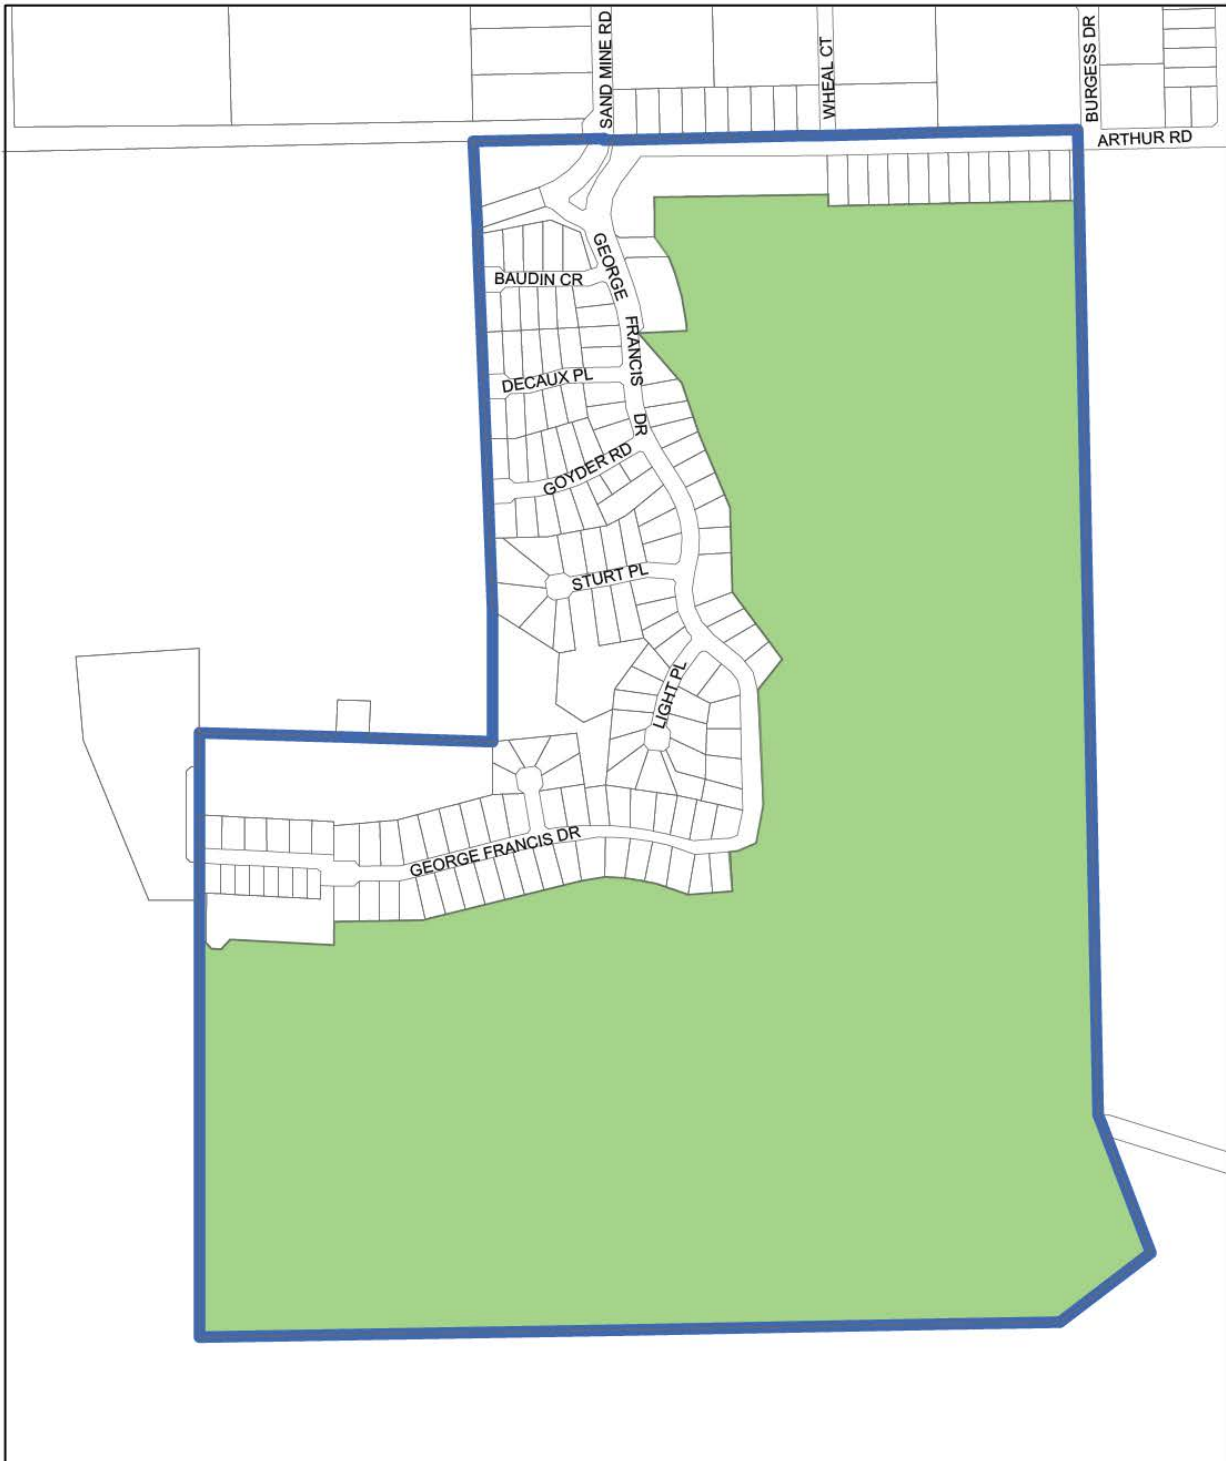 SAND MINE RD
WHEAL CT
BURGESS DR
ARTHUR RD
GEORGE FRANCIS DR
BAUDIN CR
DECAUX PL
GOYDER RD
STURT PL
LIGHT PL
GEORGE FRANCIS DR